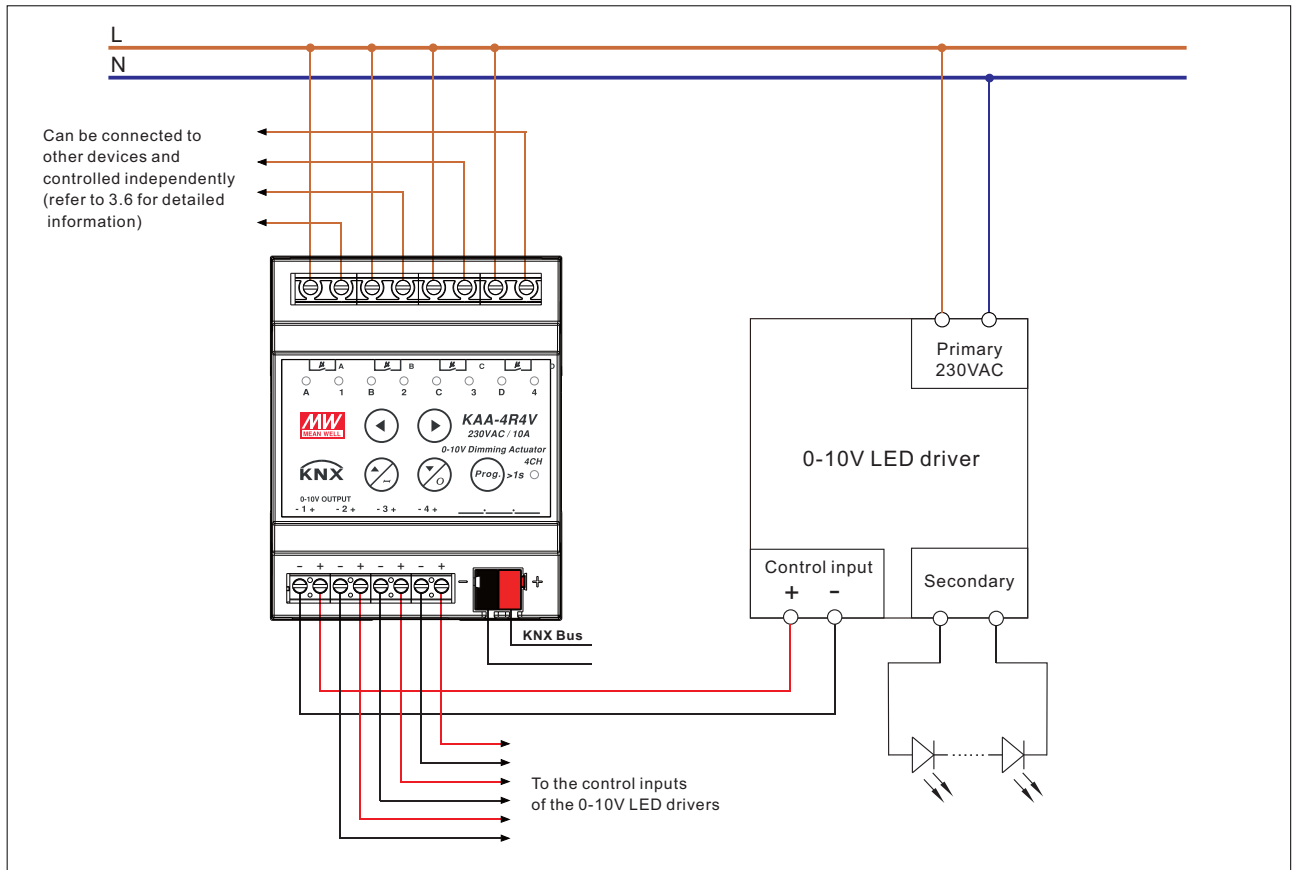 L
N
Can be connected to
other devices and
controlled independently
(refer to 3.6 for detailed
information)
A B C D
A 1 B 2 C 3 D 4
MW
MEAN WELL
KAA-4R4V
230VAC / 10A
0-10V Dimming Actuator
4CH
KNX
Prog. >1s
0-10V OUTPUT
- 1 + - 2 + - 3 + - 4 +
- + - + - + - +
- +
KNX Bus
Primary
230VAC
0-10V LED driver
Control input
+ -
Secondary
To the control inputs
of the 0-10V LED drivers